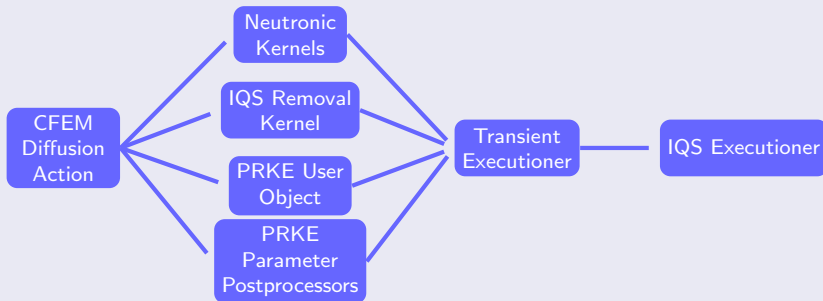 CFEM
Diffusion
Action
Neutronic
Kernels
IQS Removal
Kernel
PRKE User
Object
PRKE
Parameter
Postprocessors
Transient
Executioner
IQS Executioner